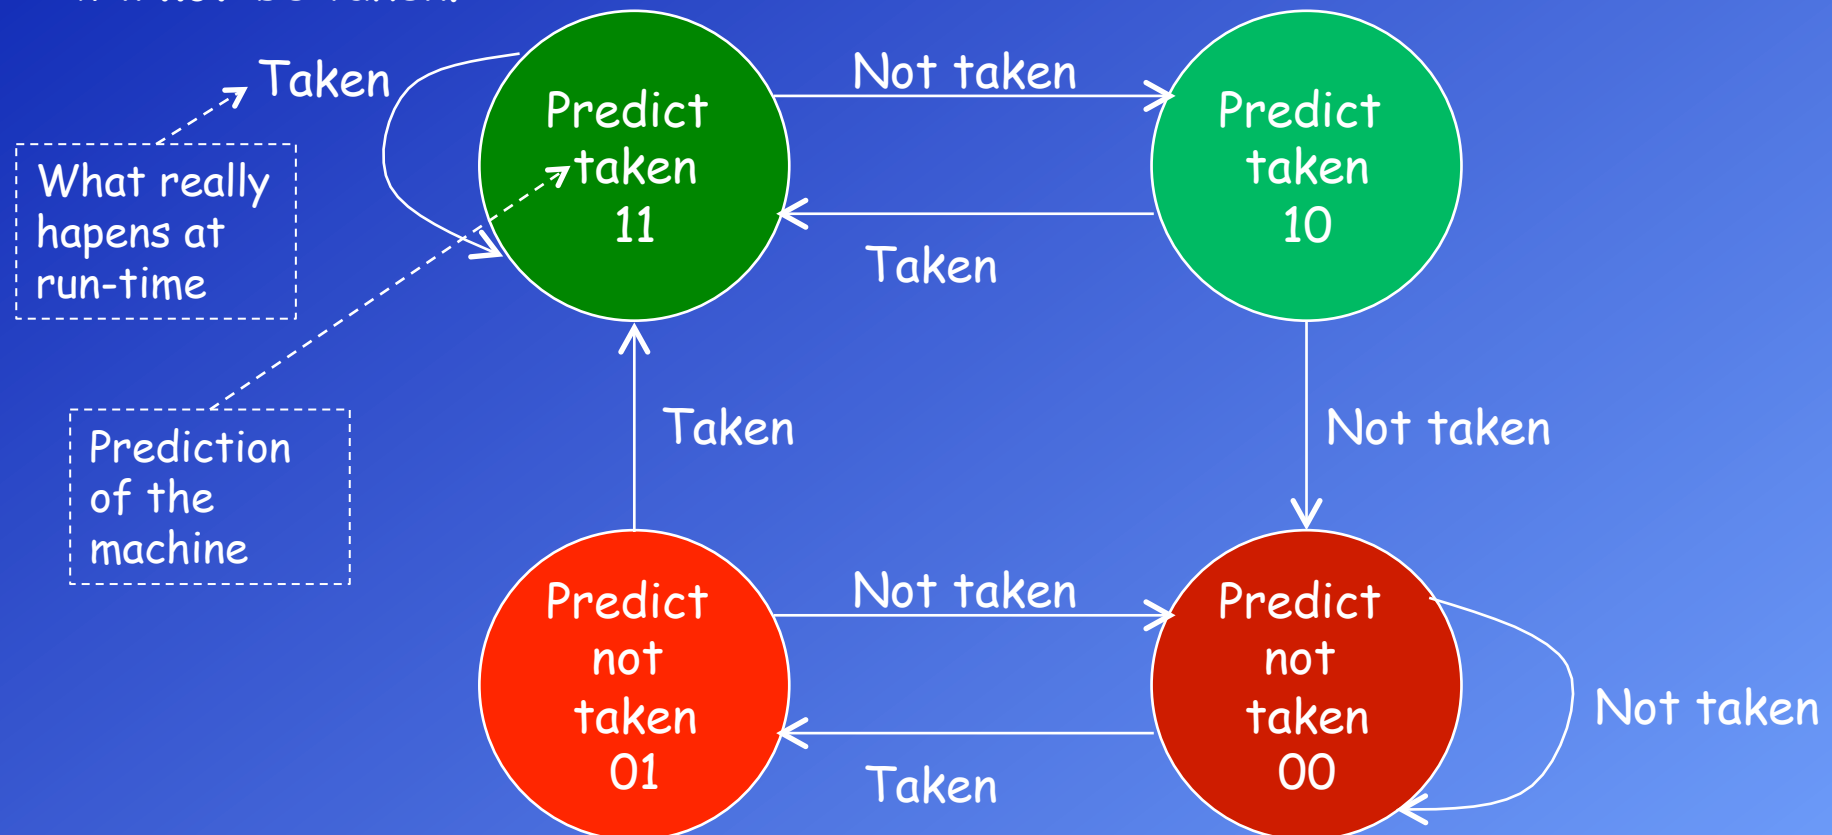 Taken
Not taken
Predict
taken
11
Predict
taken
10
What really
hapens at
run-time
Taken
Taken
Not taken
Prediction
of the
machine
Predict
not
taken
01
Not taken
Predict
not
taken
00
Not taken
Taken